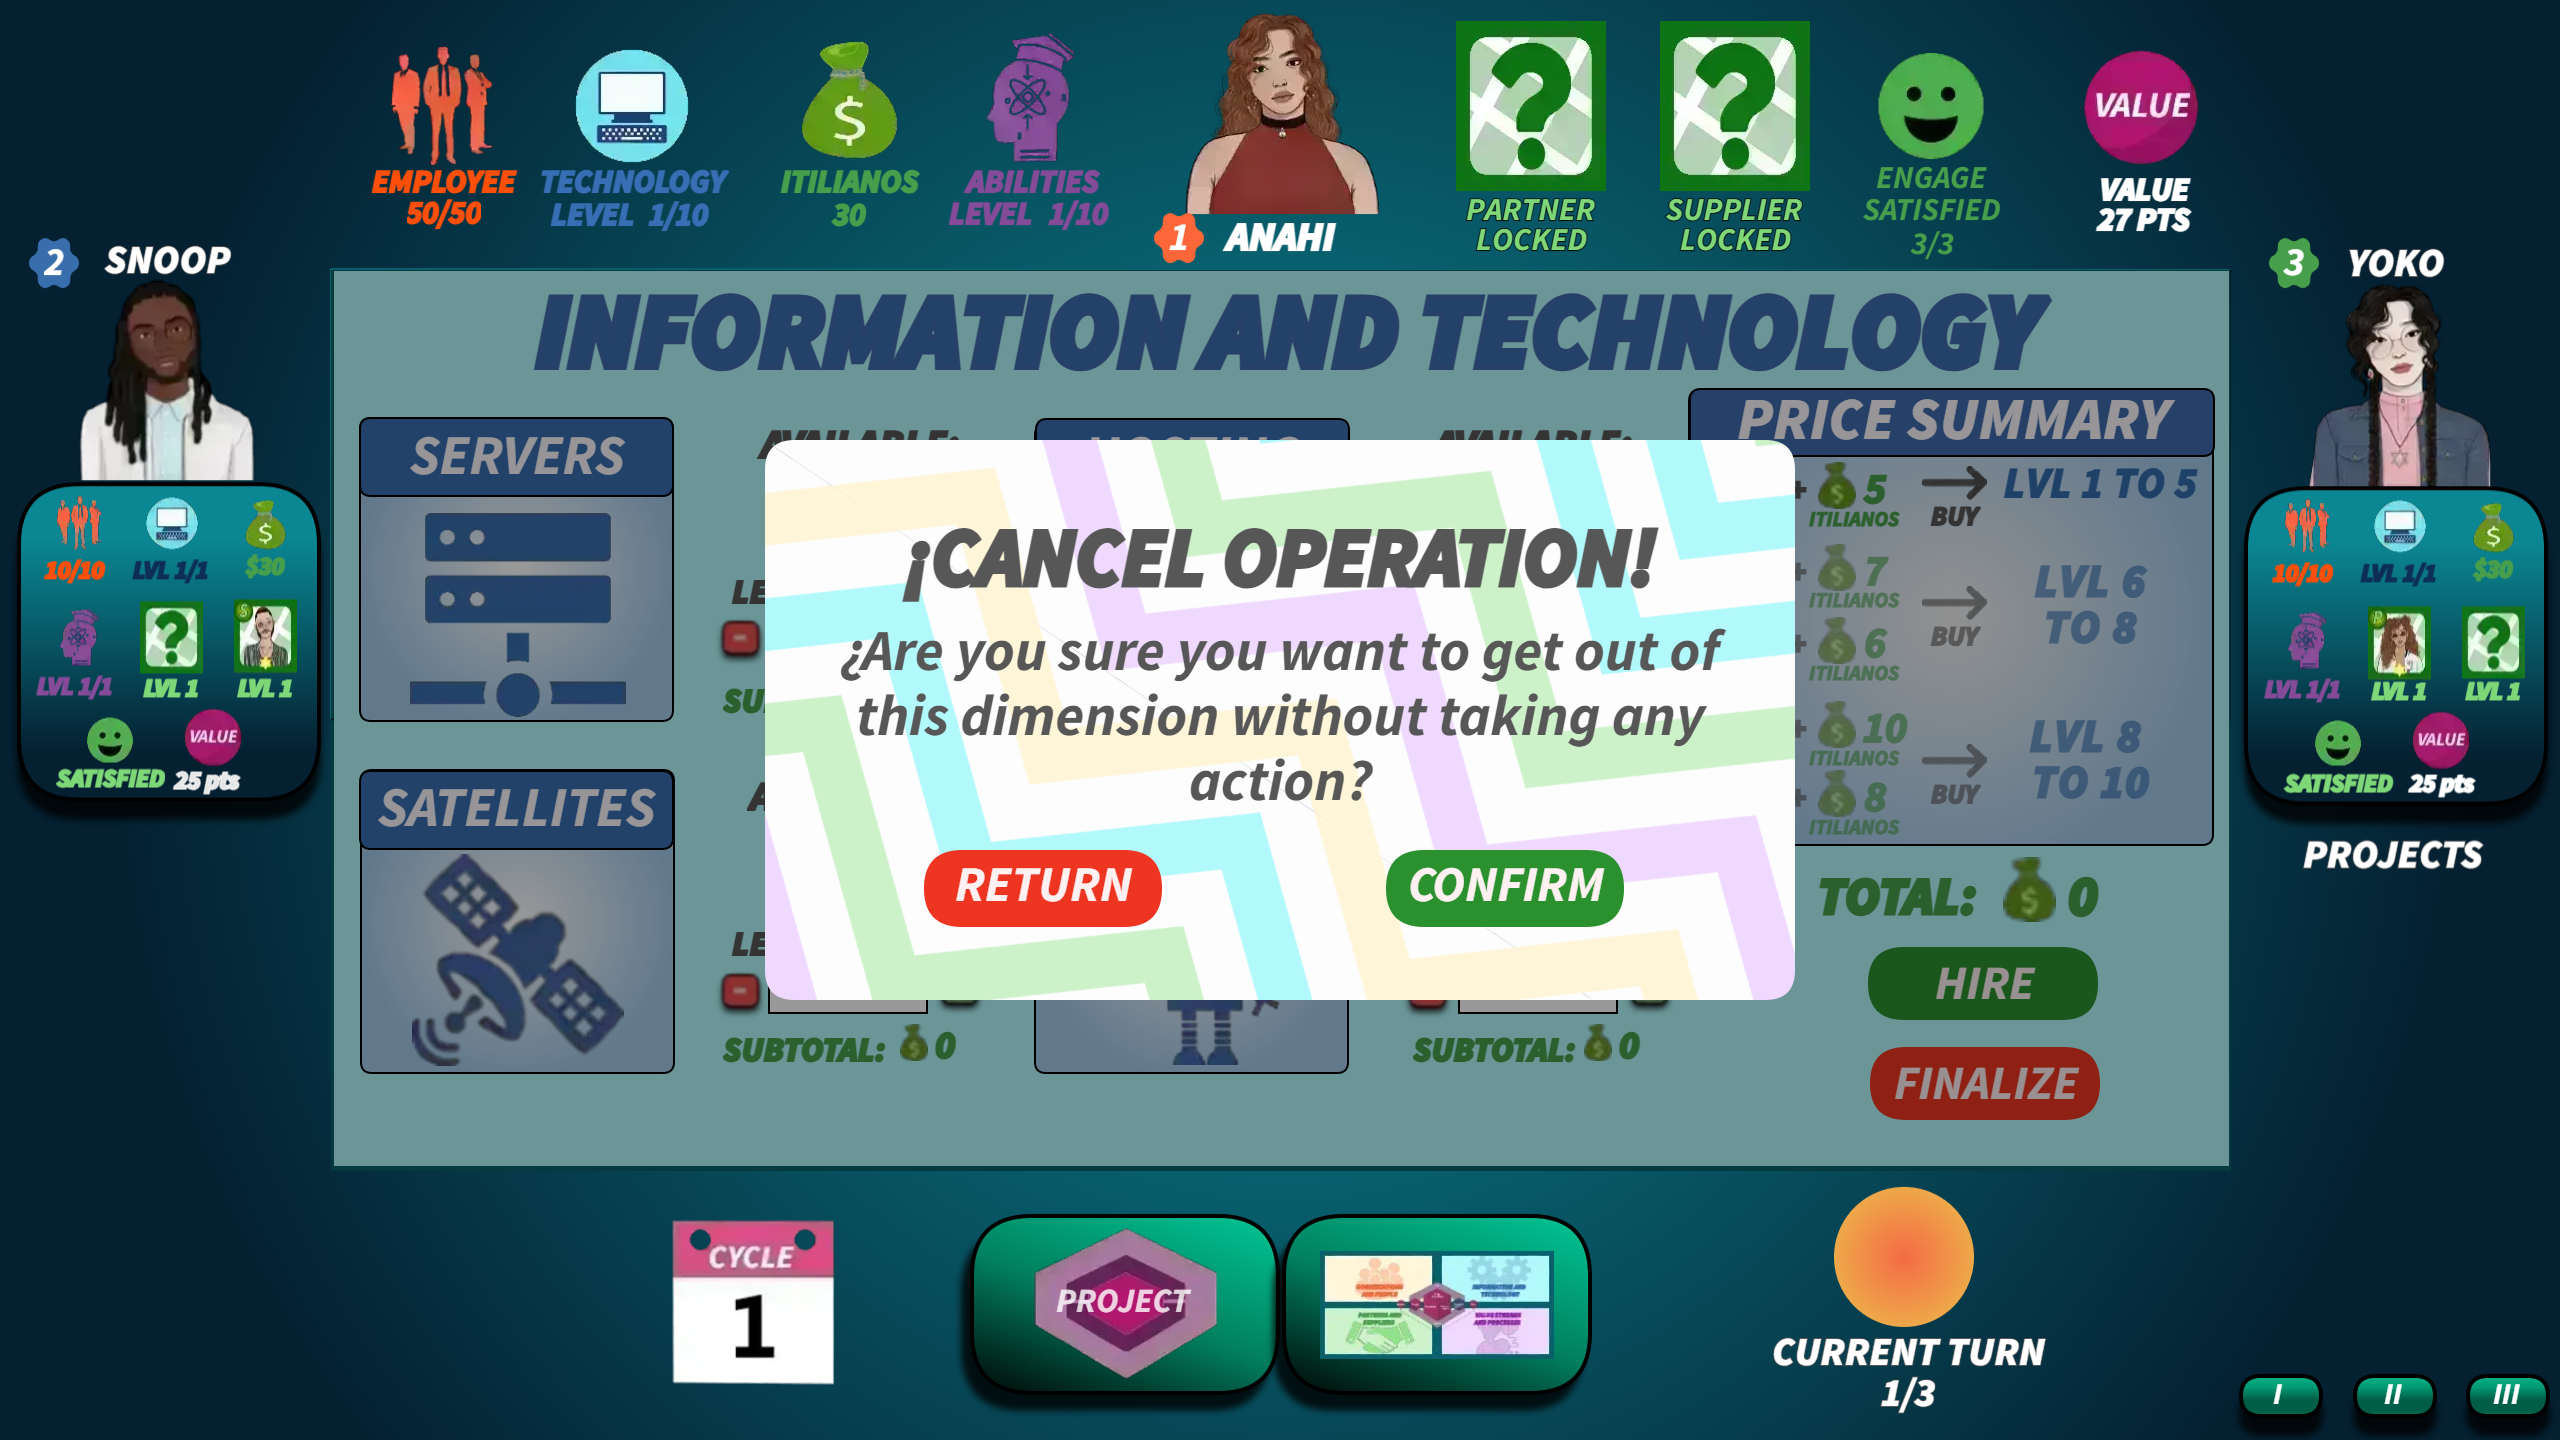 EMPLOYEE
50/50
TECHNOLOGY
LEVEL 1/10
ITILIANOS
30
ABILITIES
LEVEL 1/10
1 ANAHI
PARTNER
LOCKED
SUPPLIER
LOCKED
ENGAGE
SATISFIED
3/3
VALUE
VALUE
27 PTS
2 SNOOP
10/10
LVL 1/1
$30
LVL 1/1
LVL 1
LVL 1
SATISFIED
VALUE
25 pts
3 YOKO
10/10
LVL 1/1
$30
LVL 1/1
LVL 1
LVL 1
SATISFIED
VALUE
25 pts
PROJECTS
INFORMATION AND TECHNOLOGY
SERVERS
AVAILABLE:
HOSTING
AVAILABLE:
SATELLITES
SUBTOTAL: 0
SUBTOTAL: 0
PRICE SUMMARY
+ 5
ITILIANOS
BUY
LVL 1 TO 5
+ 7
ITILIANOS
+ 6
ITILIANOS
BUY
LVL 6
TO 8
+ 10
ITILIANOS
+ 8
ITILIANOS
BUY
LVL 8
TO 10
TOTAL: 0
HIRE
FINALIZE
¡CANCEL OPERATION!
¿Are you sure you want to get out of
this dimension without taking any
action?
RETURN
CONFIRM
CYCLE
1
PROJECT
CURRENT TURN
1/3
I
II
III